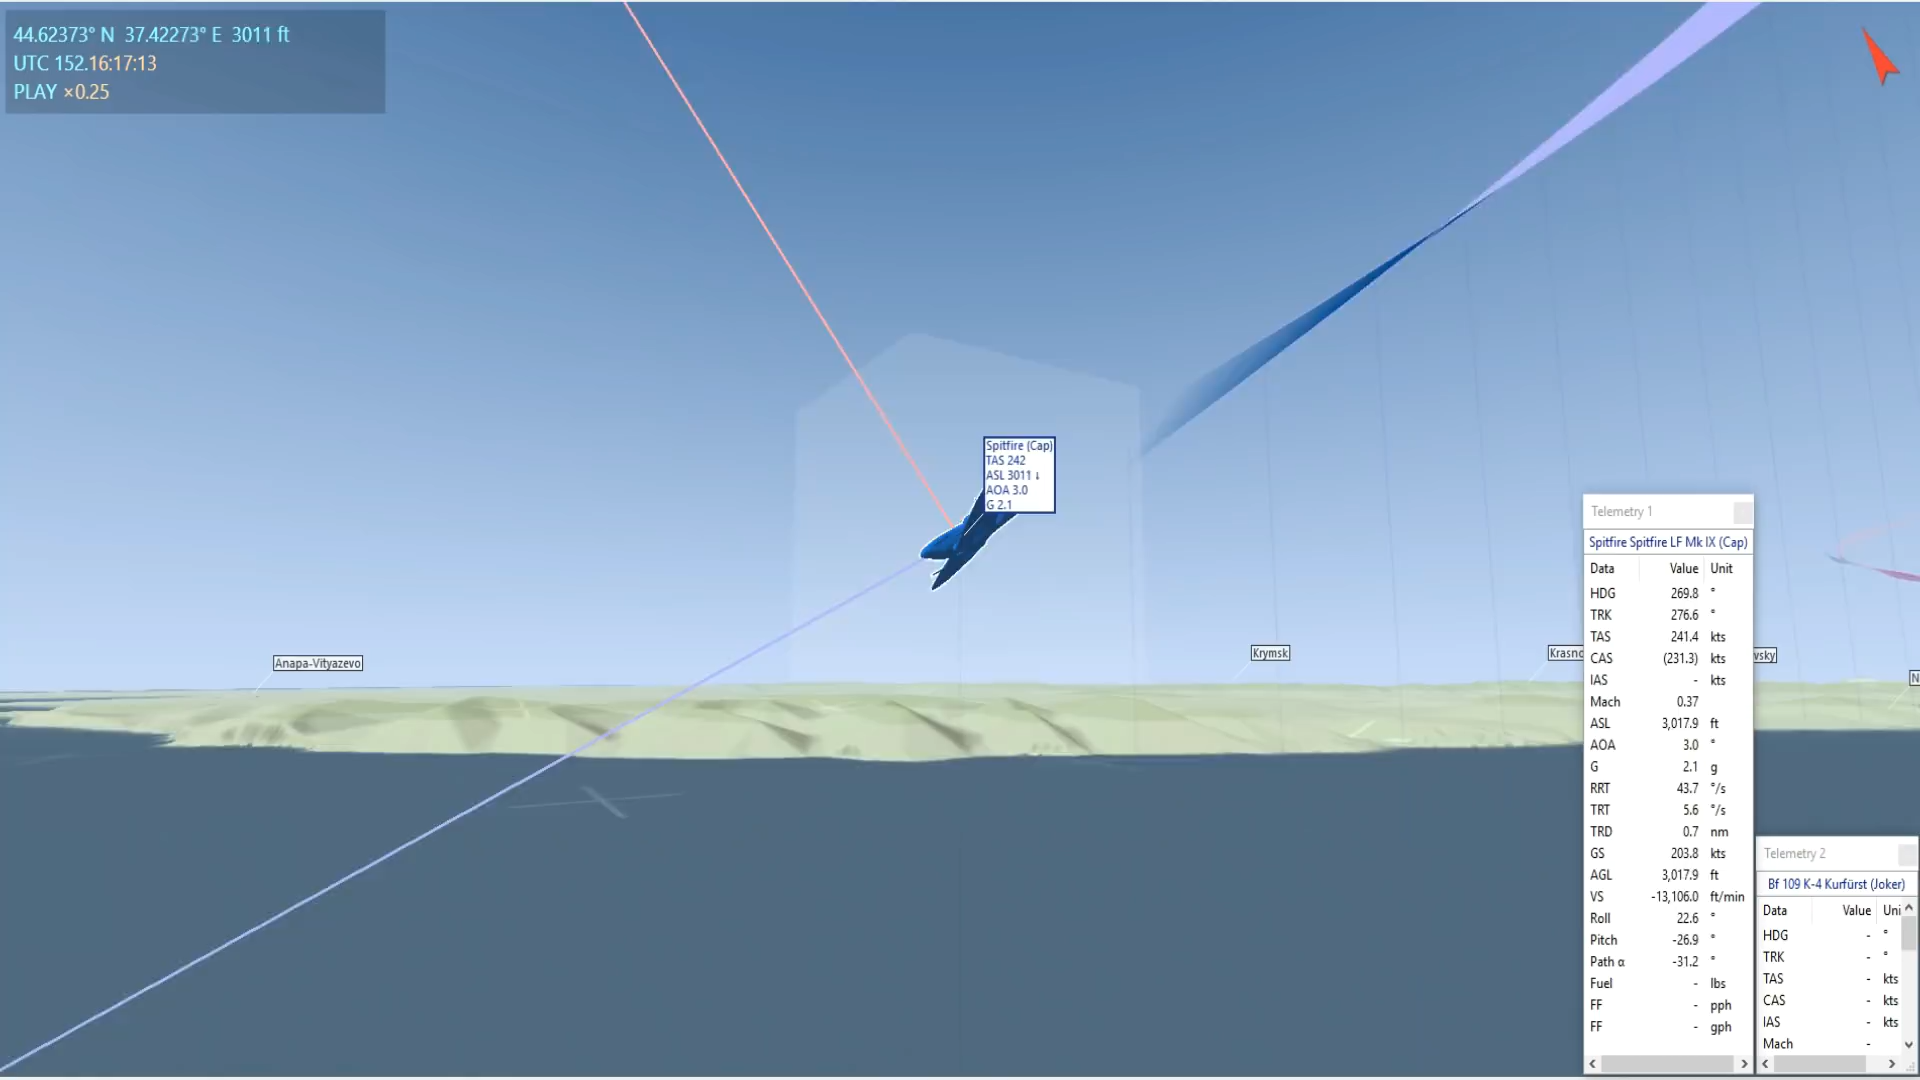 44.62373° N 37.42273° E 3011 ft
UTC 152.16:17:13
PLAY ×0.25
Spitfire (Cap)
TAS 242
ASL 3011 ↓
AOA 3.0
G 2.1
Anapa-Vityazevo
Krymsk
Krasno
vsky
N
Telemetry 1
Spitfire Spitfire LF Mk IX (Cap)
Data Value Unit
HDG 269.8 °
TRK 276.6 °
TAS 241.4 kts
CAS (231.3) kts
IAS - kts
Mach 0.37
ASL 3,017.9 ft
AOA 3.0 °
G 2.1 g
RRT 43.7 °/s
TRT 5.6 °/s
TRD 0.7 nm
GS 203.8 kts
AGL 3,017.9 ft
VS -13,106.0 ft/min
Roll 22.6 °
Pitch -26.9 °
Path α -31.2 °
Fuel - lbs
FF - pph
FF - gph
Telemetry 2
Bf 109 K-4 Kurfürst (Joker)
Data Value Uni
HDG - °
TRK - °
TAS - kts
CAS - kts
IAS - kts
Mach -